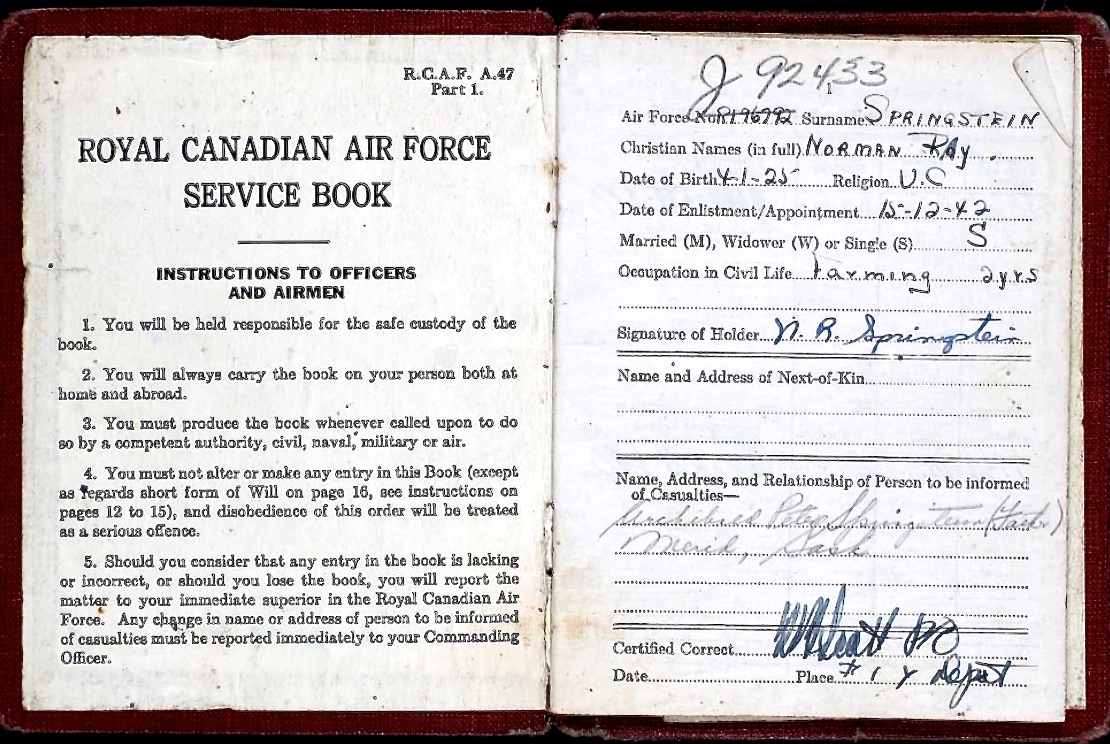 R.C.A.F. A.47
Part 1.
ROYAL CANADIAN AIR FORCE
SERVICE BOOK
INSTRUCTIONS TO OFFICERS
AND AIRMEN
1. You will be held responsible for the safe custody of the
book.
2. You will always carry the book on your person both at
home and abroad.
3. You must produce the book whenever called upon to do
so by a competent authority, civil, naval, military or air.
4. You must not alter or make any entry in this Book (except
as regards short form of Will on page 16, see instructions on
pages 12 to 15), and disobedience of this order will be treated
as a serious offence.
5. Should you consider that any entry in the book is lacking
or incorrect, or should you lose the book, you will report the
matter to your immediate superior in the Royal Canadian Air
Force. Any change in name or address of person to be informed
of casualties must be reported immediately to your Commanding
Officer.
J 92433
1
Air Force No R196792 Surname SPRINGSTEIN
Christian Names (in full) NORMAN RAY
Date of Birth 4-1-25 Religion U.C
Date of Enlistment/Appointment 15-12-42
Married (M), Widower (W) or Single (S) S
Occupation in Civil Life farming 2 yrs
Signature of Holder N. R. Springstein
Name and Address of Next-of-Kin
Name, Address, and Relationship of Person to be informed
of Casualties—
Springstein
Sask
Certified Correct
Date Place # 1 Y Depot